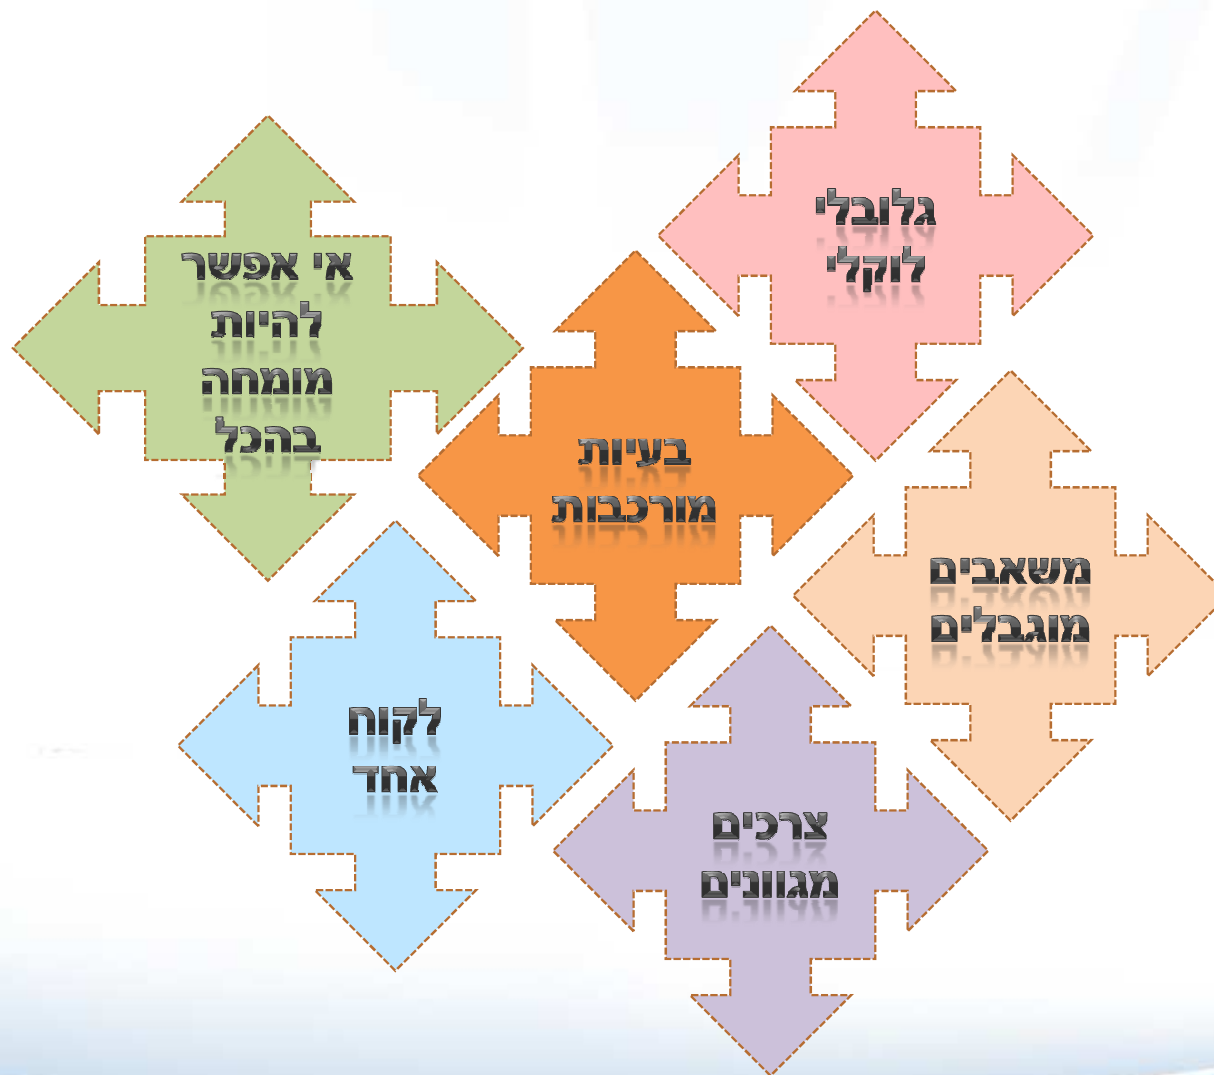 גלובלי
לוקלי
אי אפשר
להיות
מומחה
בהכל
בעיות
מורכבות
משאבים
מוגבלים
לקוח
אחד
צרכים
מגוונים